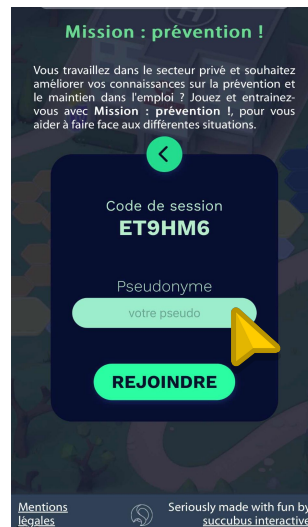 Mission : prévention !
Vous travaillez dans le secteur privé et souhaitez
améliorer vos connaissances sur la prévention et
le maintien dans l'emploi ? Jouez et entrainez-
vous avec Mission : prévention !, pour vous
aider à faire face aux différentes situations.
Code de session
ET9HM6
Pseudonyme
votre pseudo
REJOINDRE
Mentions
légales
Seriously made with fun by
succubus interactive